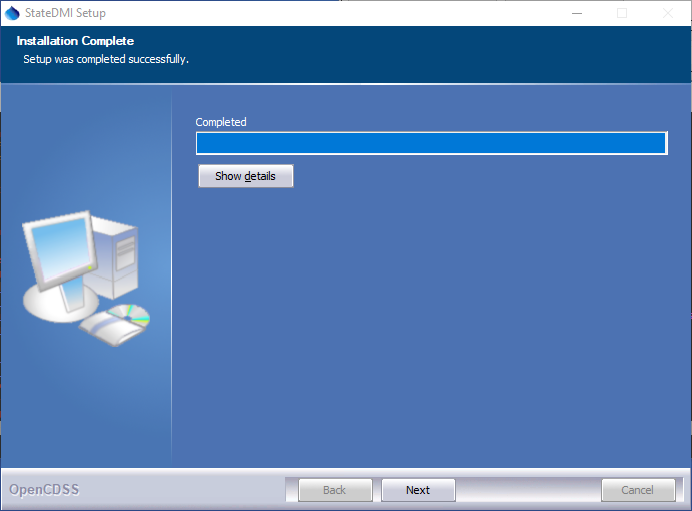 StateDMI Setup
Installation Complete
Setup was completed successfully.
Completed
Show details
OpenCDSS
Back
Next
Cancel